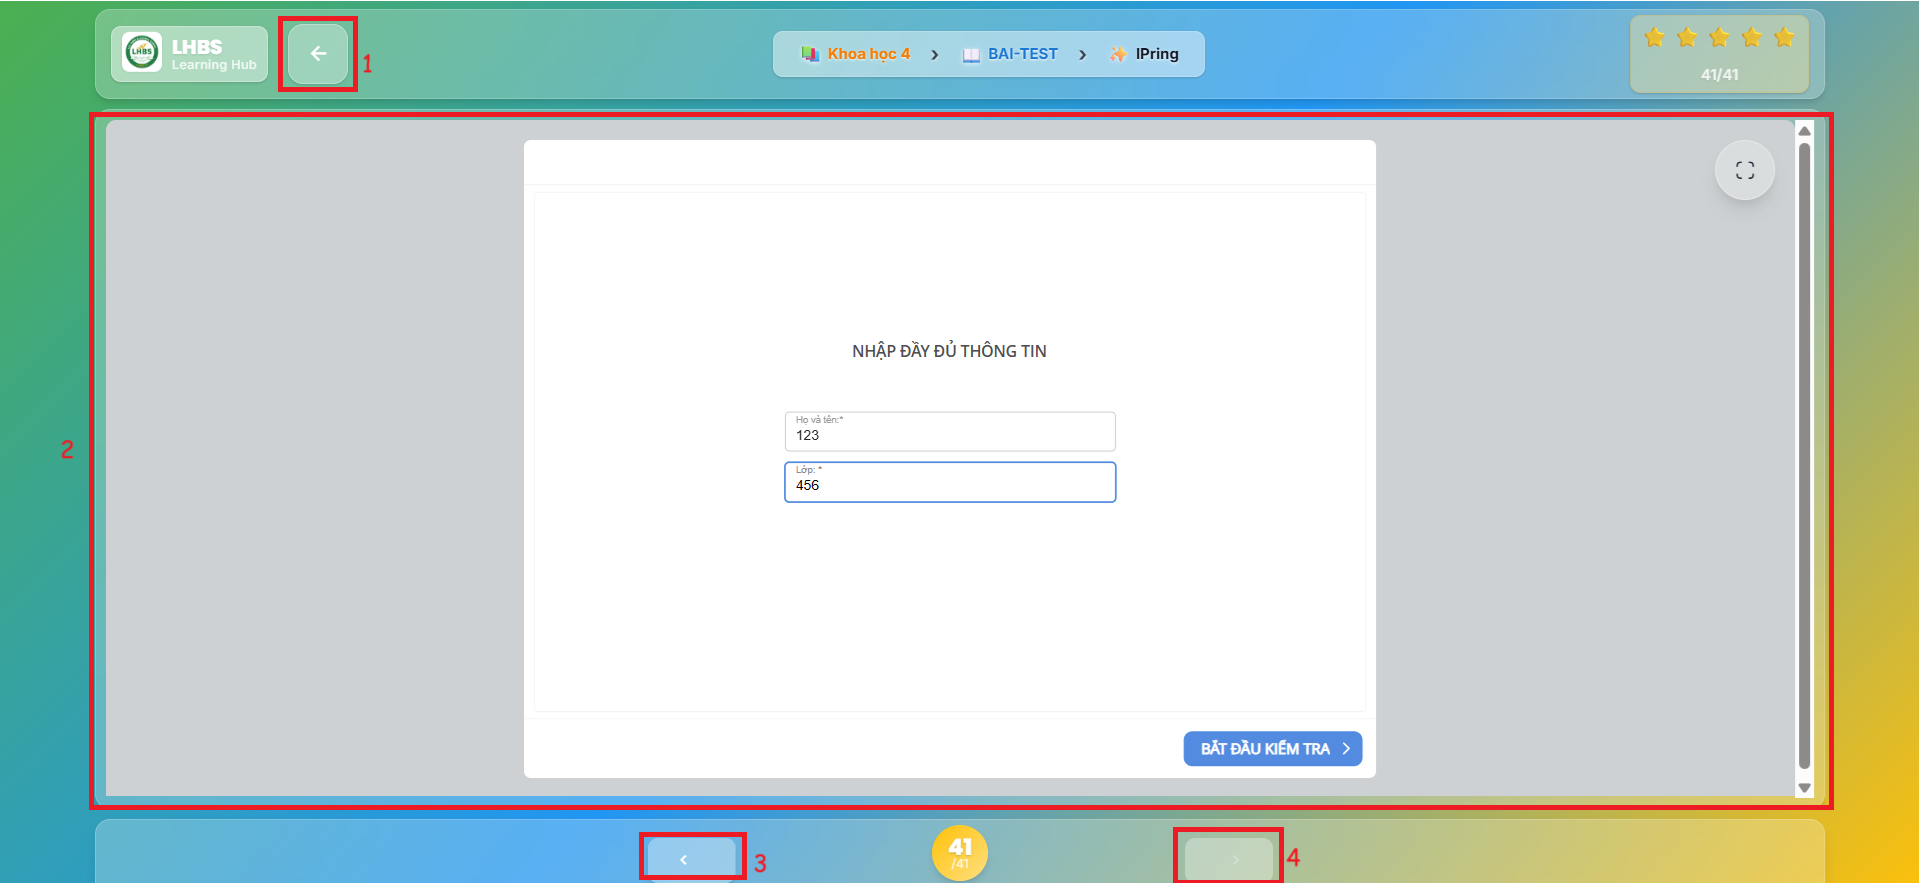 LHBS
LHBS
Learning Hub
1
Khoa học 4
BAI-TEST
IPring
41/41
2
NHẬP ĐẦY ĐỦ THÔNG TIN
Họ và tên:*
123
Lớp: *
456
BẮT ĐẦU KIỂM TRA
3
41
/41
4